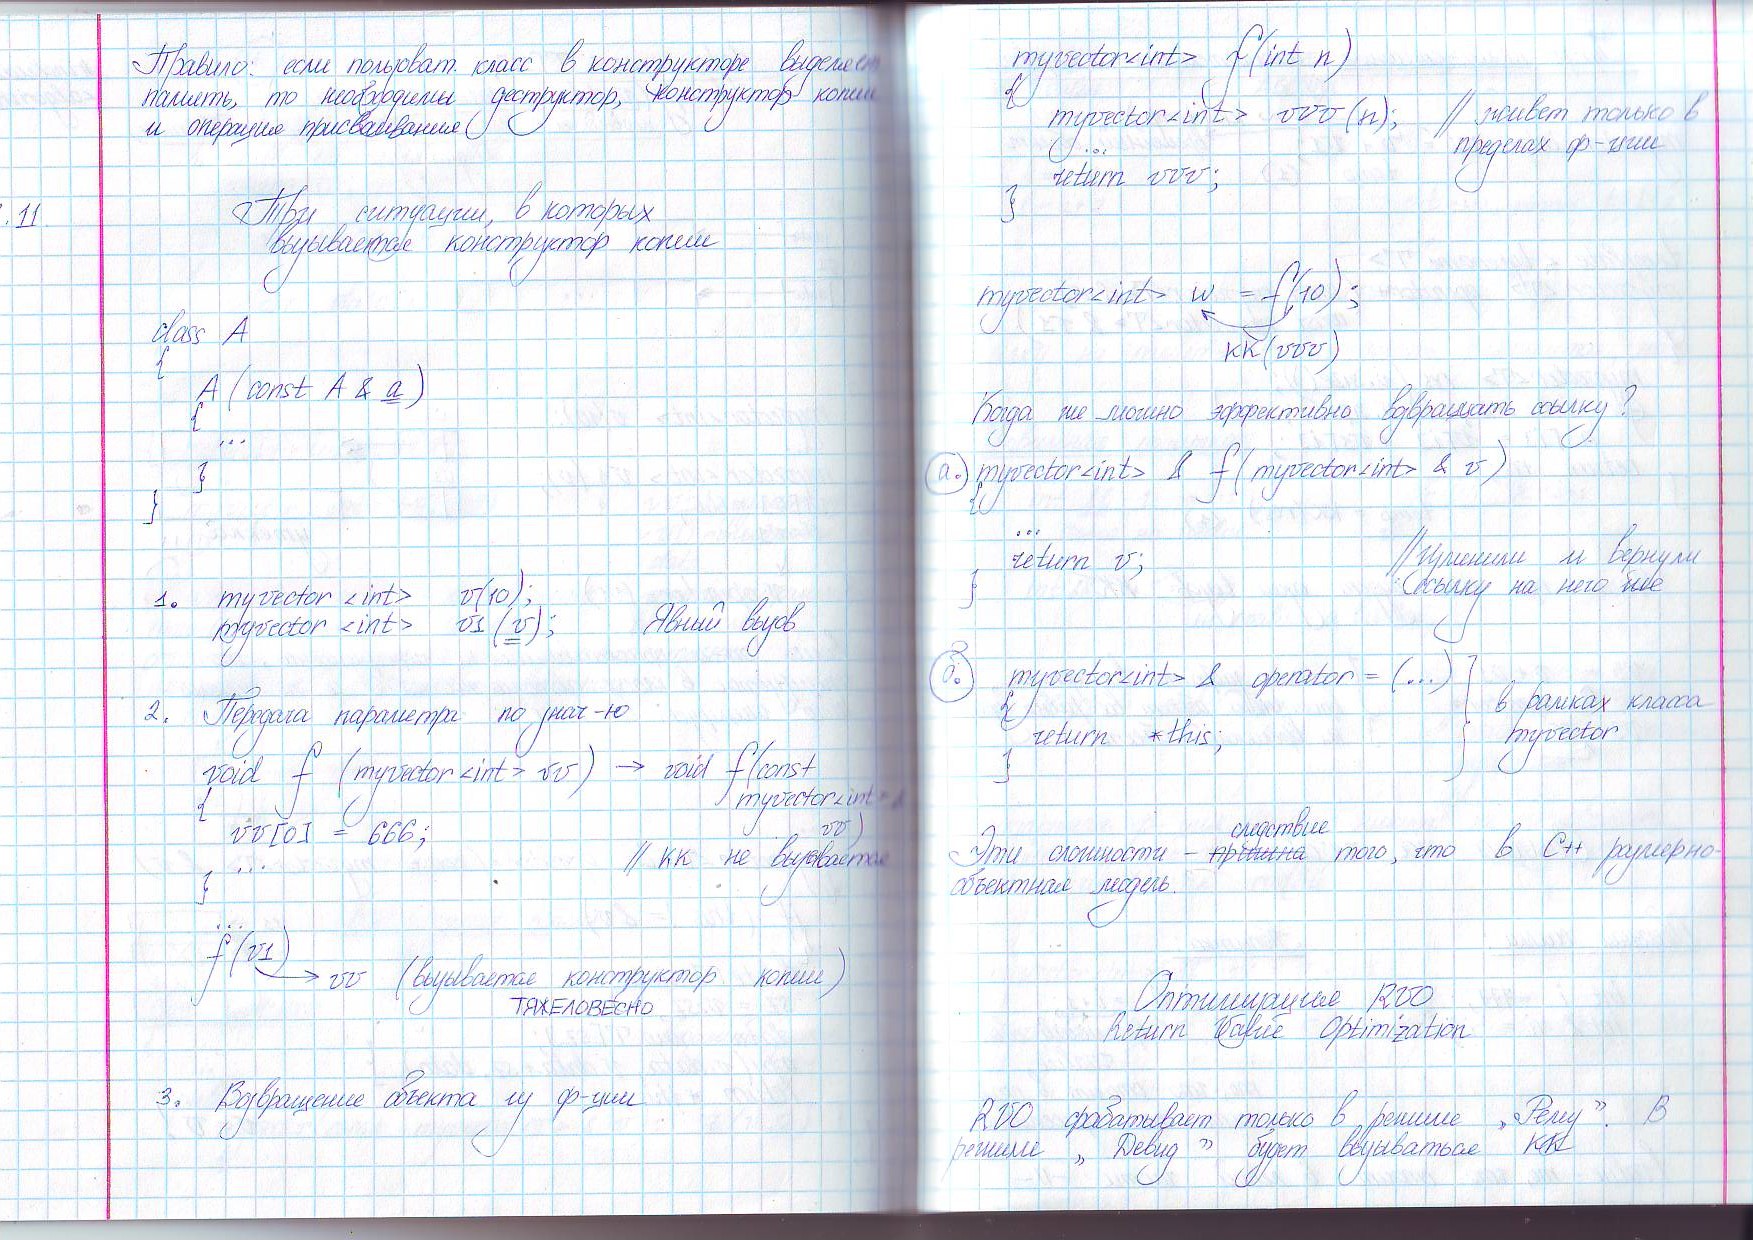 Правило: если пользоват. класс в конструкторе выделяет
память, то необходимы деструктор, конструктор копии
и операция присваивания
.11
Три ситуации, в которых
вызывается конструктор копии
class A
{
A (const A & a)
{
...
}
}
1. myvector <int> v(10);
myvector <int> v1 (v); Явный вызов
2. Передача параметра по знач-ю
void f (myvector<int> vv) → void f(const
{ myvector<int> &
vv[0] = 666; vv)
... // КК не вызывается
}
...
f(v1)
→ vv (вызывается конструктор копии)
ТЯЖЕЛОВЕСНО
3. Возвращение объекта из ф-ции
myvector<int> f(int n)
{
myvector<int> vvv (n); // живет только в
... пределах ф-ции
return vvv;
}
myvector<int> w = f(10);
КК(vvv)
Когда же можно эффективно возвращать ссылку?
а.) myvector<int> & f(myvector<int> & v)
{
...
return v; // Изменили и вернули
} ссылку на него же
б. myvector<int> & operator = (...)
{ в рамках класса
return *this; myvector
}
следствие
Эти сложности - причина того, что в С++ размерно-
объектная модель.
Оптимизация RVO
Return Value Optimization
RVO срабатывает только в режиме „Релиз”. В
режиме „Дебуг” будет вызываться КК